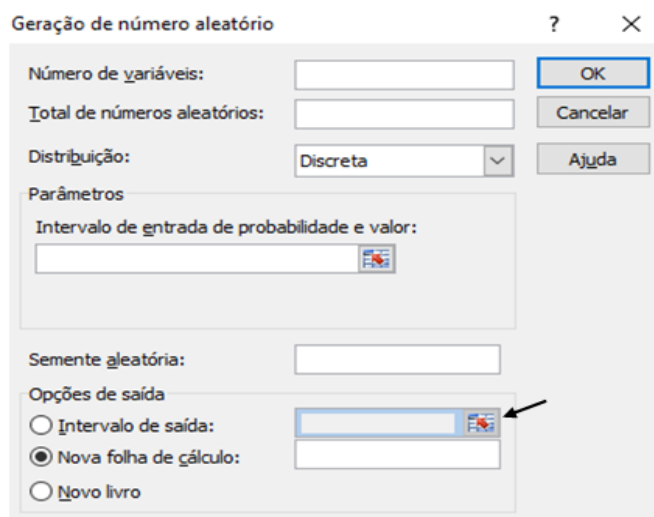 Geração de número aleatório ? ×
Número de variáveis: OK
Total de números aleatórios: Cancelar
Distribuição: Discreta Ajuda
Parâmetros
Intervalo de entrada de probabilidade e valor:
Semente aleatória:
Opções de saída
Intervalo de saída:
Nova folha de cálculo:
Novo livro